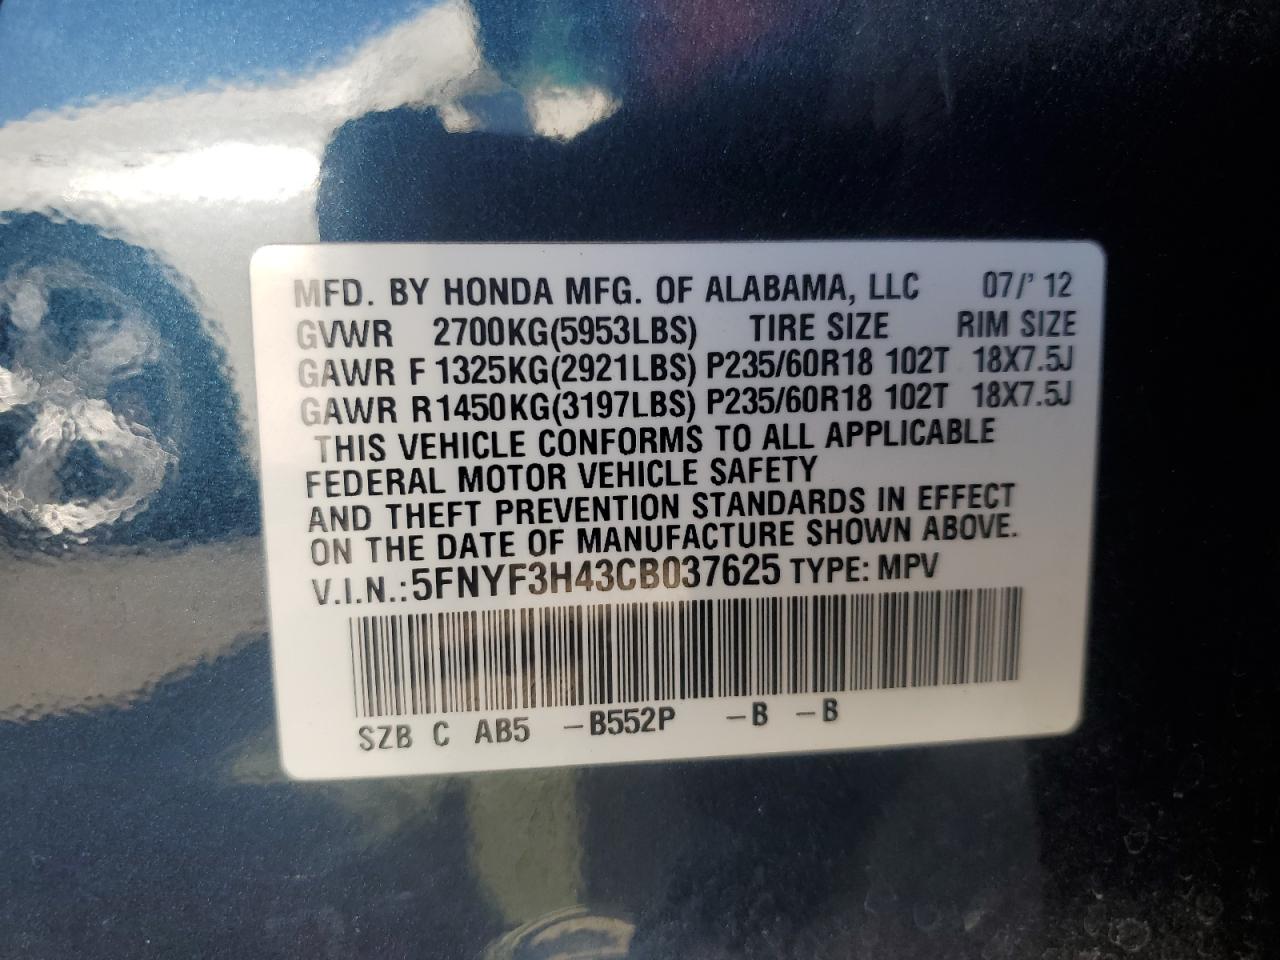 MFD. BY HONDA MFG. OF ALABAMA, LLC 07/' 12
GVWR 2700KG(5953LBS) TIRE SIZE RIM SIZE
GAWR F 1325KG(2921LBS) P235/60R18 102T 18X7.5J
GAWR R 1450KG(3197LBS) P235/60R18 102T 18X7.5J
THIS VEHICLE CONFORMS TO ALL APPLICABLE
FEDERAL MOTOR VEHICLE SAFETY
AND THEFT PREVENTION STANDARDS IN EFFECT
ON THE DATE OF MANUFACTURE SHOWN ABOVE.
V.I.N.: 5FNYF3H43CB037625 TYPE: MPV
SZB C AB5 -B552P -B -B